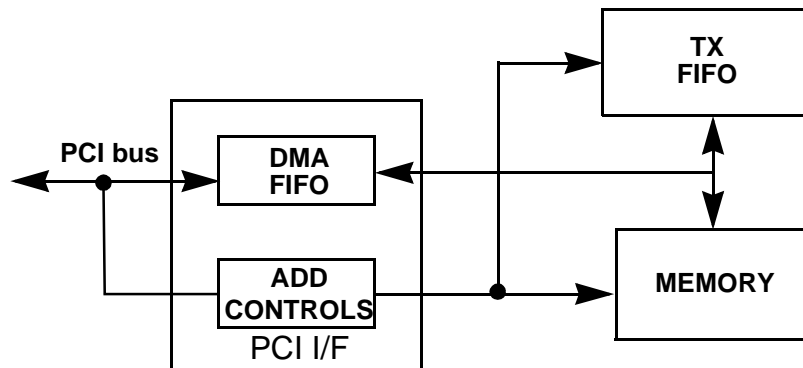 TX
FIFO
PCI bus
DMA
FIFO
ADD
CONTROLS
MEMORY
PCI I/F